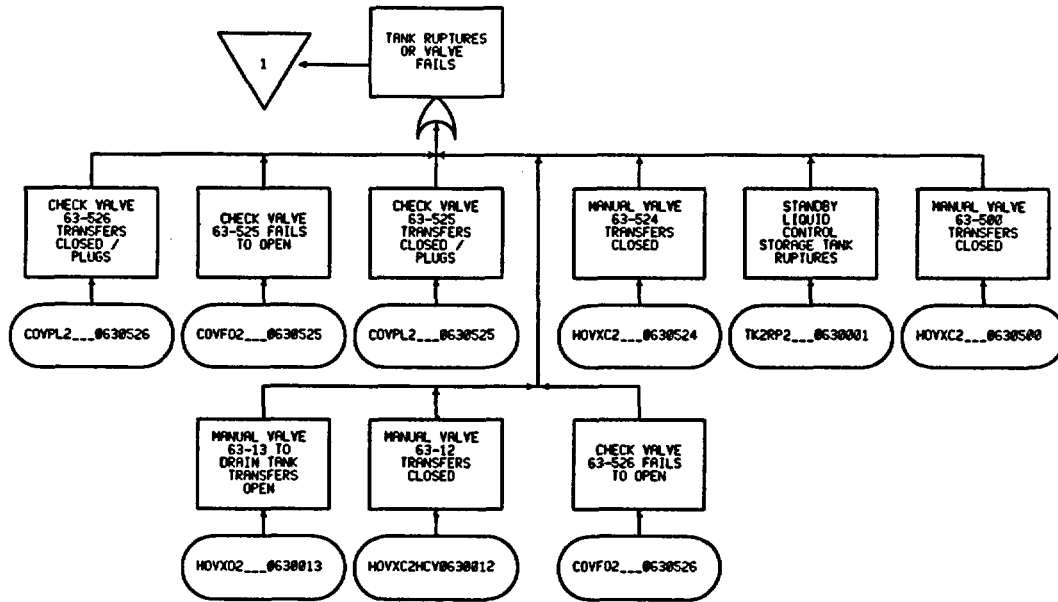 1
TANK RUPTURES
OR VALVE
FAILS
CHECK VALVE
63-526
TRANSFERS
CLOSED /
PLUGS
CHECK VALVE
63-525 FAILS
TO OPEN
CHECK VALVE
63-525
TRANSFERS
CLOSED /
PLUGS
MANUAL VALVE
63-524
TRANSFERS
CLOSED
STANDBY
LIQUID
CONTROL
STORAGE TANK
RUPTURES
MANUAL VALVE
63-500
TRANSFERS
CLOSED
COVPL2___0630526
COVFO2___0630525
COVPL2___0630525
HOVXC2___0630524
TK2RP2___0630001
HOVXC2___0630500
MANUAL VALVE
63-13 TO
DRAIN TANK
TRANSFERS
OPEN
MANUAL VALVE
63-12
TRANSFERS
CLOSED
CHECK VALVE
63-526 FAILS
TO OPEN
HOVXO2___0630013
HOVXC2HCV0630012
COVFO2___0630526